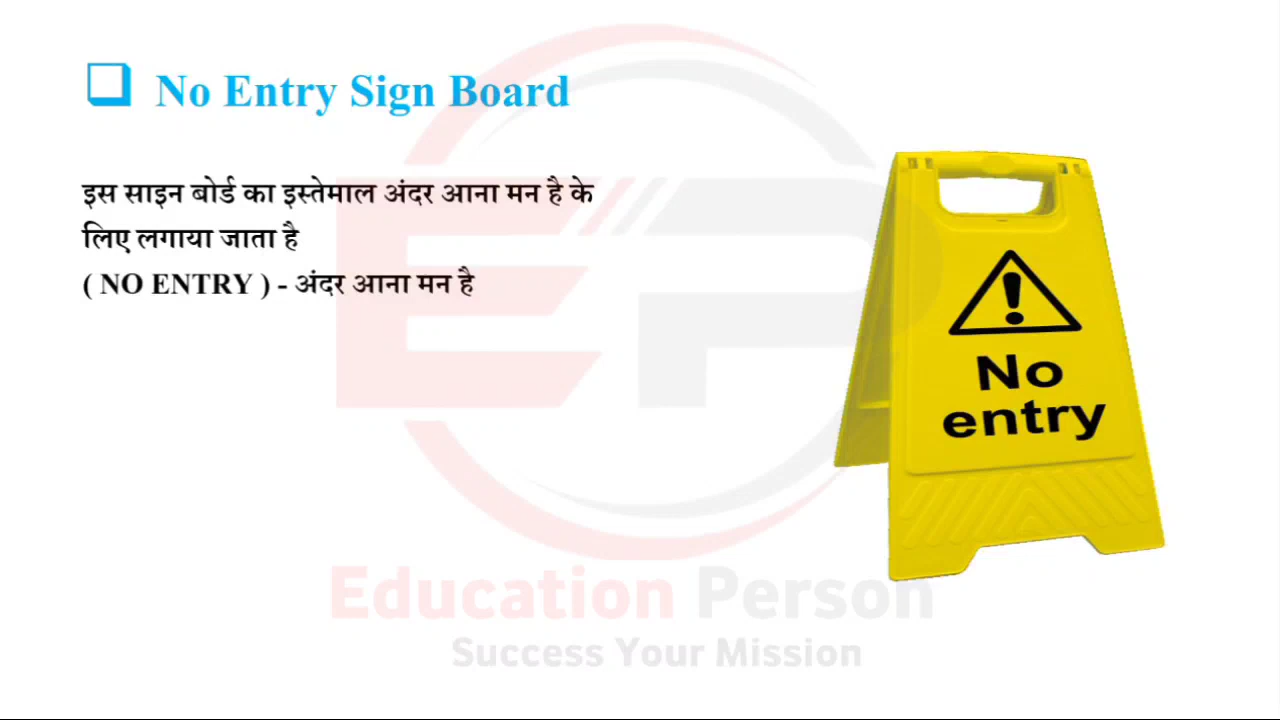 No Entry Sign Board
इस साइन बोर्ड का इस्तेमाल अंदर आना मन है के
लिए लगाया जाता है
( NO ENTRY ) - अंदर आना मन है
No
entry
EP
Education Person
Success Your Mission